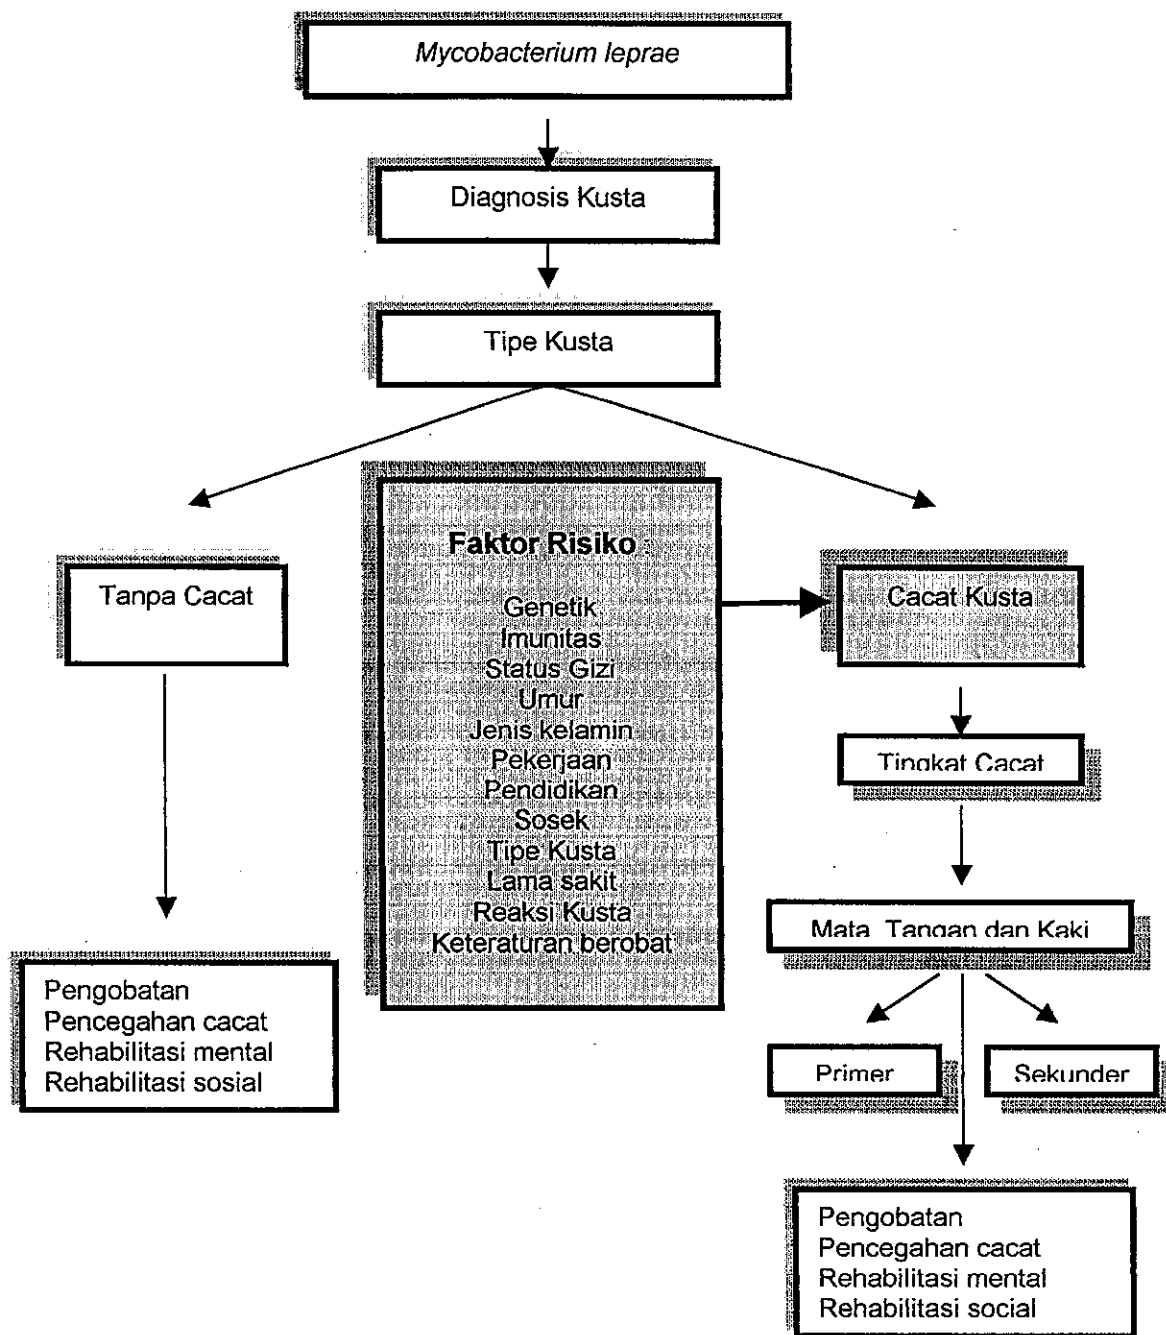 Mycobacterium leprae
Diagnosis Kusta
Tipe Kusta
Tanpa Cacat
Faktor Risiko
Genetik
Imunitas
Status Gizi
Umur
Jenis kelamin
Pekerjaan
Pendidikan
Sosek
Tipe Kusta
Lama sakit
Reaksi Kusta
Keteraturan berobat
Cacat Kusta
Tingkat Cacat
Mata Tangan dan Kaki
Primer
Sekunder
Pengobatan
Pencegahan cacat
Rehabilitasi mental
Rehabilitasi sosial
Pengobatan
Pencegahan cacat
Rehabilitasi mental
Rehabilitasi social